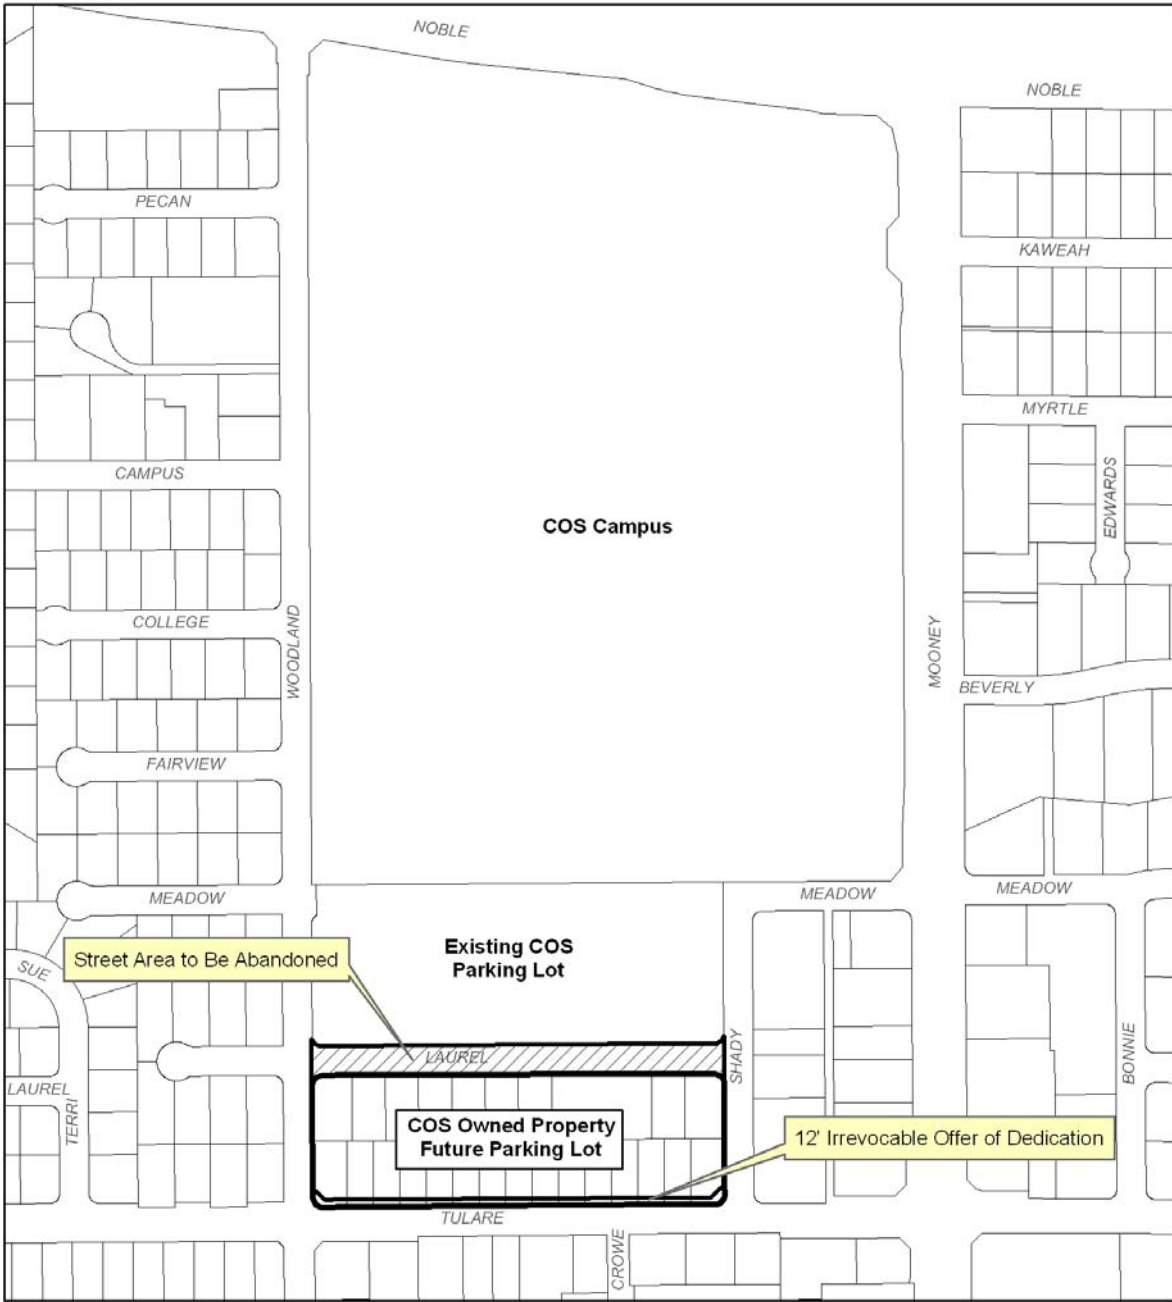 NOBLE
NOBLE
PECAN
KAWEAH
MYRTLE
CAMPUS
EDWARDS
COS Campus
COLLEGE
WOODLAND
MOONEY
BEVERLY
FAIRVIEW
MEADOW
MEADOW
MEADOW
Existing COS
Parking Lot
Street Area to Be Abandoned
SUE
LAUREL
SHADY
BONNIE
LAUREL
TERRI
COS Owned Property
Future Parking Lot
12' Irrevocable Offer of Dedication
TULARE
CROWE